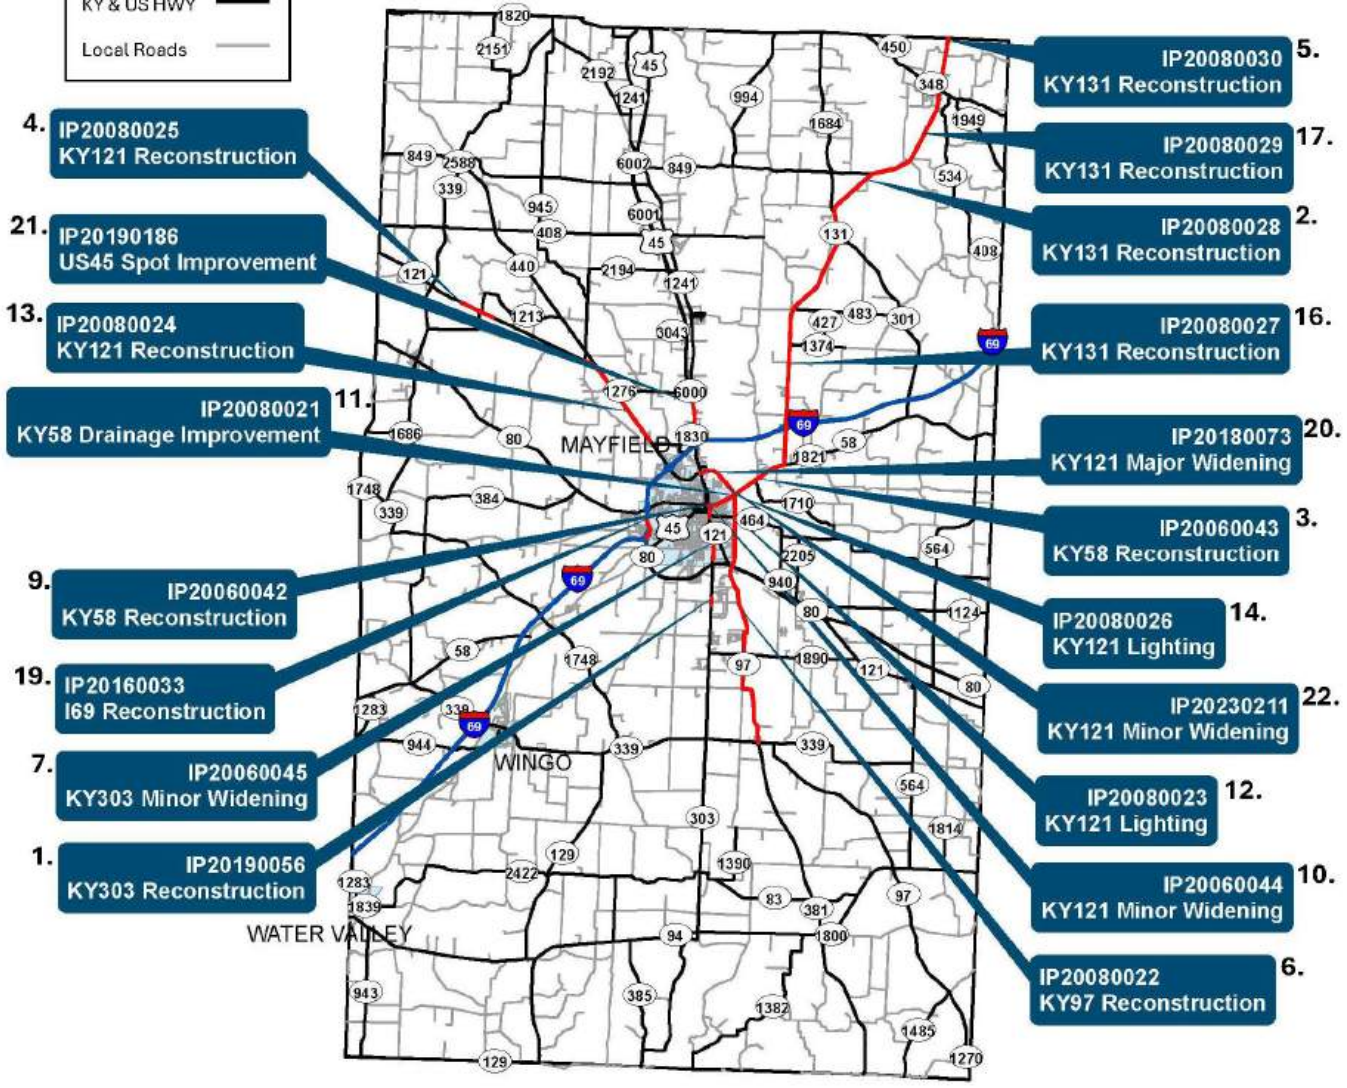 KY & US HWY
Local Roads
4.
IP20080025
KY121 Reconstruction
21.
IP20190186
US45 Spot Improvement
13.
IP20080024
KY121 Reconstruction
11.
IP20080021
KY58 Drainage Improvement
9.
IP20060042
KY58 Reconstruction
19.
IP20160033
I69 Reconstruction
7.
IP20060045
KY303 Minor Widening
1.
IP20190056
KY303 Reconstruction
1820
2151
2192
45
1241
994
450
348
1684
1949
849
2588
6002
849
339
534
945
6001
408
45
131
408
121
440
2194
1241
1213
3043
427
483
301
1374
69
1276
6000
MAYFIELD
1830
69
1686
80
58
1821
1748
384
339
1710
45
464
121
80
2205
564
69
940
80
1124
58
1748
97
1890
121
80
1283
339
69
944
339
339
WINGO
564
303
1814
129
1390
2422
1283
83
97
1839
381
WATER VALLEY
94
1800
943
385
1382
1485
129
1270
5.
IP20080030
KY131 Reconstruction
17.
IP20080029
KY131 Reconstruction
2.
IP20080028
KY131 Reconstruction
16.
IP20080027
KY131 Reconstruction
20.
IP20180073
KY121 Major Widening
3.
IP20060043
KY58 Reconstruction
14.
IP20080026
KY121 Lighting
22.
IP20230211
KY121 Minor Widening
12.
IP20080023
KY121 Lighting
10.
IP20060044
KY121 Minor Widening
6.
IP20080022
KY97 Reconstruction